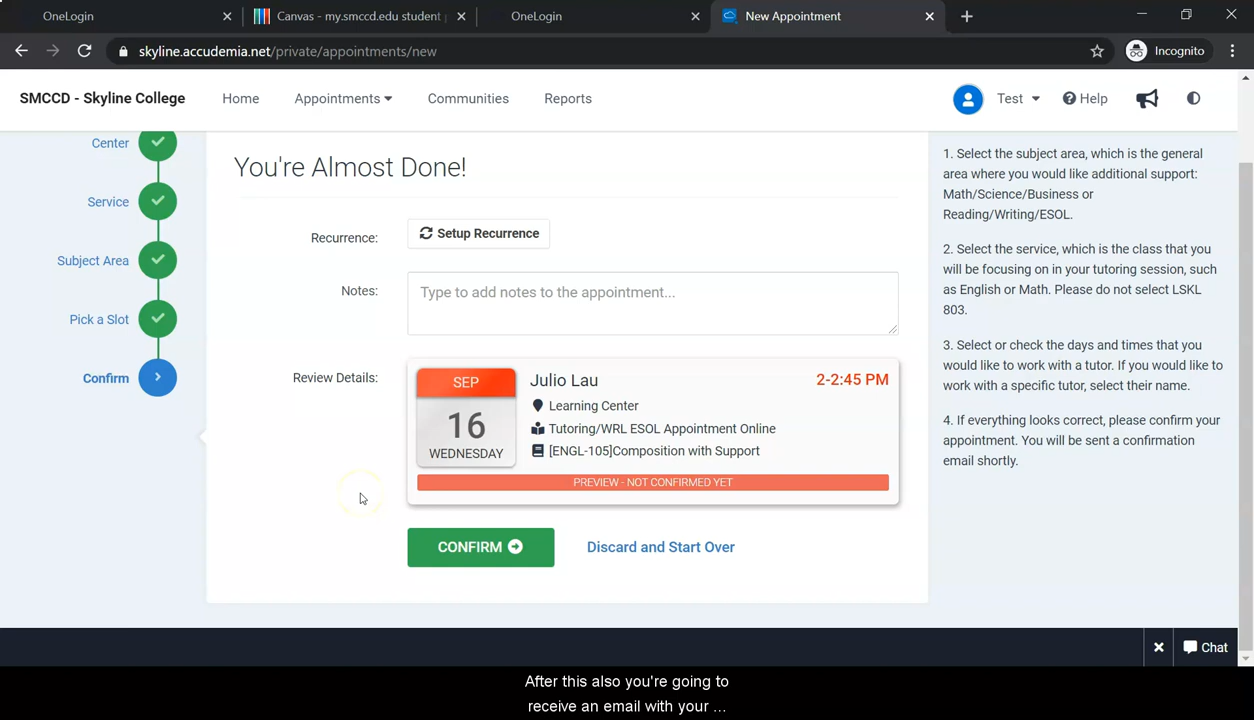 OneLogin
Canvas - my.smccd.edu student
OneLogin
New Appointment
skyline.accudemia.net/private/appointments/new
Incognito
SMCCD - Skyline College
Home
Appointments
Communities
Reports
Test
Help
Center
Service
Subject Area
Pick a Slot
Confirm
You're Almost Done!
Recurrence:
Setup Recurrence
Notes:
Type to add notes to the appointment...
Review Details:
SEP
16
WEDNESDAY
Julio Lau
2-2:45 PM
Learning Center
Tutoring/WRL ESOL Appointment Online
[ENGL-105]Composition with Support
PREVIEW - NOT CONFIRMED YET
CONFIRM
Discard and Start Over
1. Select the subject area, which is the general
area where you would like additional support:
Math/Science/Business or
Reading/Writing/ESOL.
2. Select the service, which is the class that you
will be focusing on in your tutoring session, such
as English or Math. Please do not select LSKL
803.
3. Select or check the days and times that you
would like to work with a tutor. If you would like to
work with a specific tutor, select their name.
4. If everything looks correct, please confirm your
appointment. You will be sent a confirmation
email shortly.
Chat
After this also you're going to
receive an email with your ...